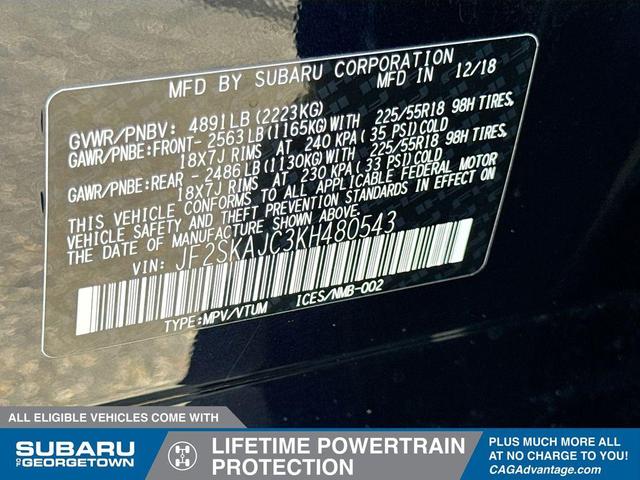 MFD BY SUBARU CORPORATION
MFD IN 12/18
GVWR/PNBV: 4891LB(2223KG)
GAWR/PNBE:FRONT- 2563LB(1165KG)WITH 225/55R18 98H TIRES,
18X7J RIMS AT 240 KPA(35 PSI)COLD
GAWR/PNBE:REAR - 2486LB(1130KG)WITH 225/55R18 98H TIRES,
18X7J RIMS AT 230 KPA(33 PSI)COLD
THIS VEHICLE CONFORMS TO ALL APPLICABLE FEDERAL MOTOR
VEHICLE SAFETY AND THEFT PREVENTION STANDARDS IN EFFECT ON
THE DATE OF MANUFACTURE SHOWN ABOVE.
VIN: JF2SKAJC3KH480543
TYPE:MPV/VTUM ICES/NMB-002
ALL ELIGIBLE VEHICLES COME WITH
SUBARU
OF GEORGETOWN
LIFETIME POWERTRAIN
PROTECTION
PLUS MUCH MORE ALL
AT NO CHARGE TO YOU!
CAGAdvantage.com!